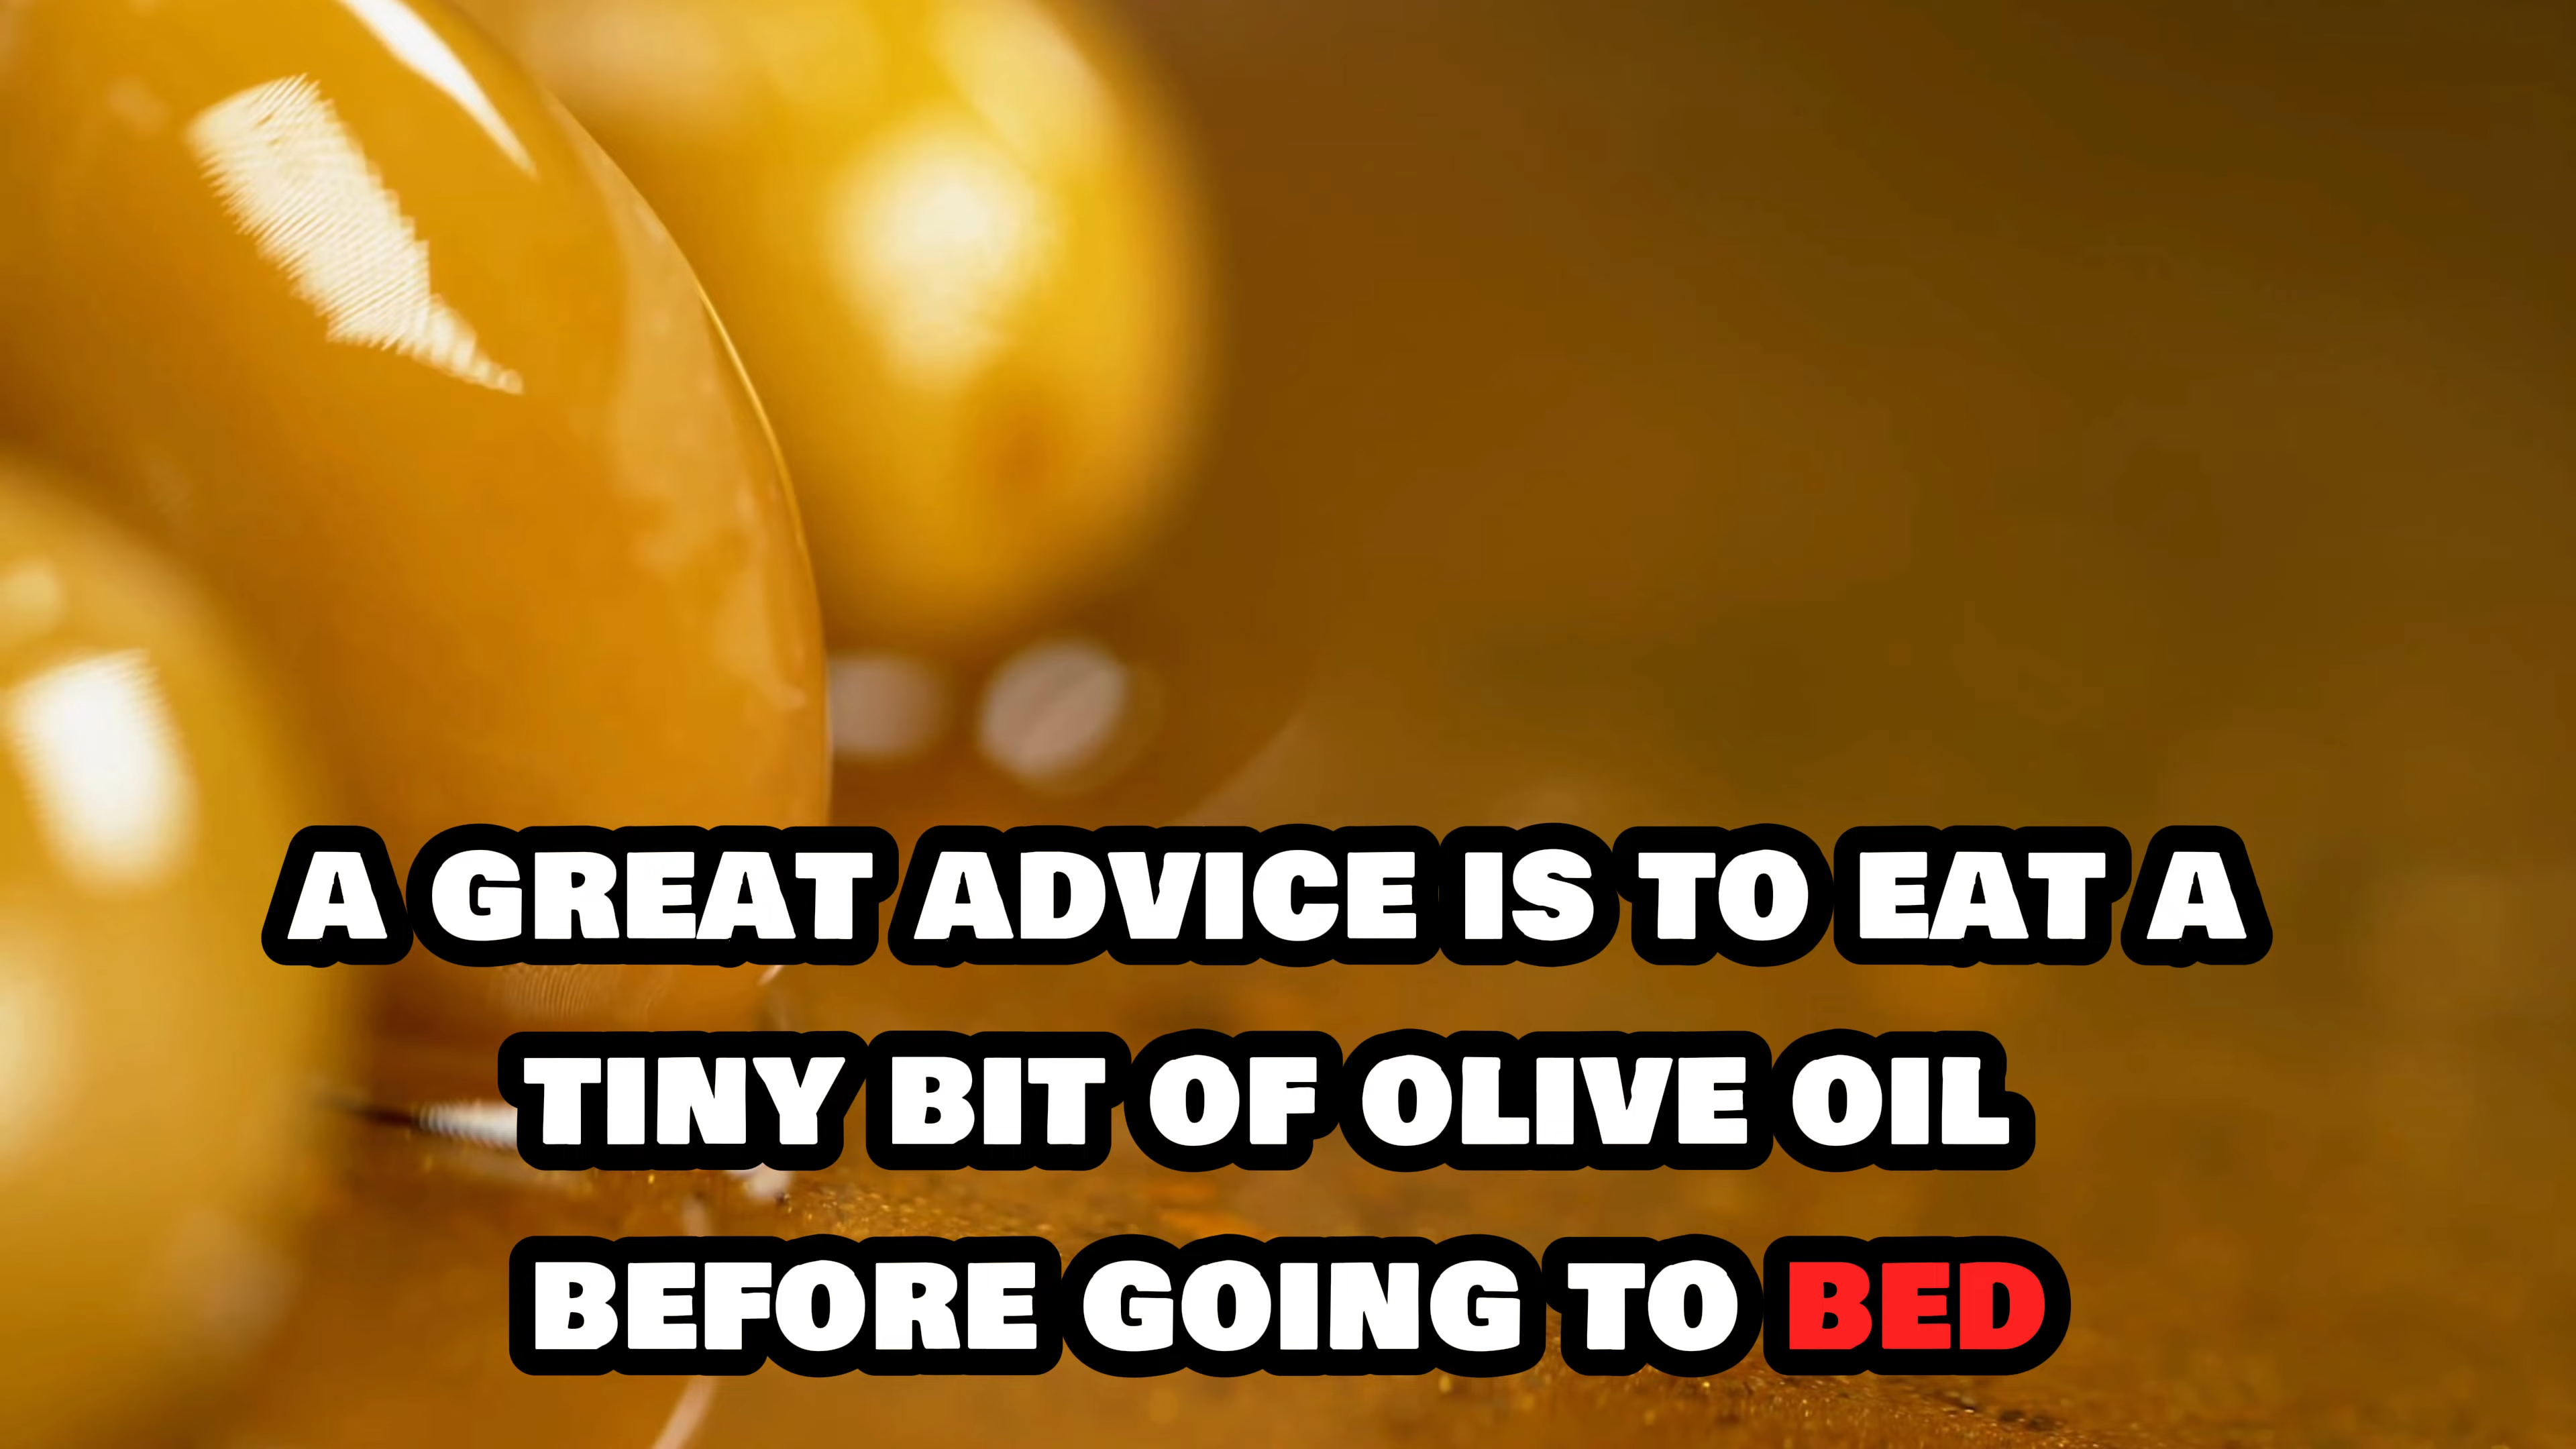 A GREAT ADVICE IS TO EAT A
TINY BIT OF OLIVE OIL
BEFORE GOING TO BED